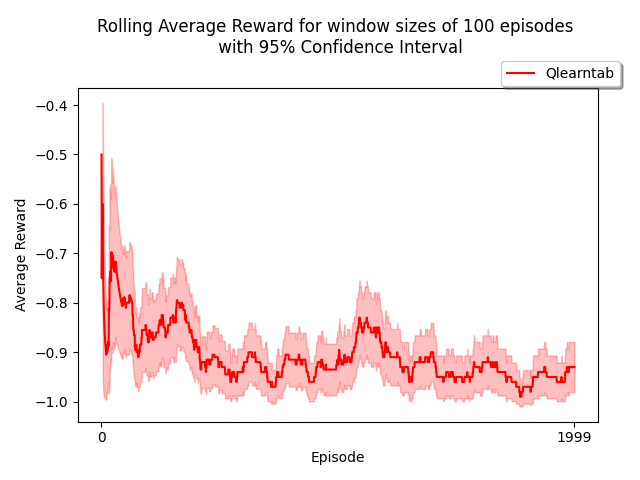 Rolling Average Reward for window sizes of 100 episodes
with 95% Confidence Interval
Qlearntab
−0.4
−0.5
−0.6
−0.7
−0.8
−0.9
−1.0
Average Reward
0
1999
Episode